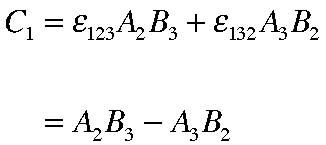 C₁ = ε₁₂₃A₂B₃ + ε₁₃₂A₃B₂
= A₂B₃ − A₃B₂